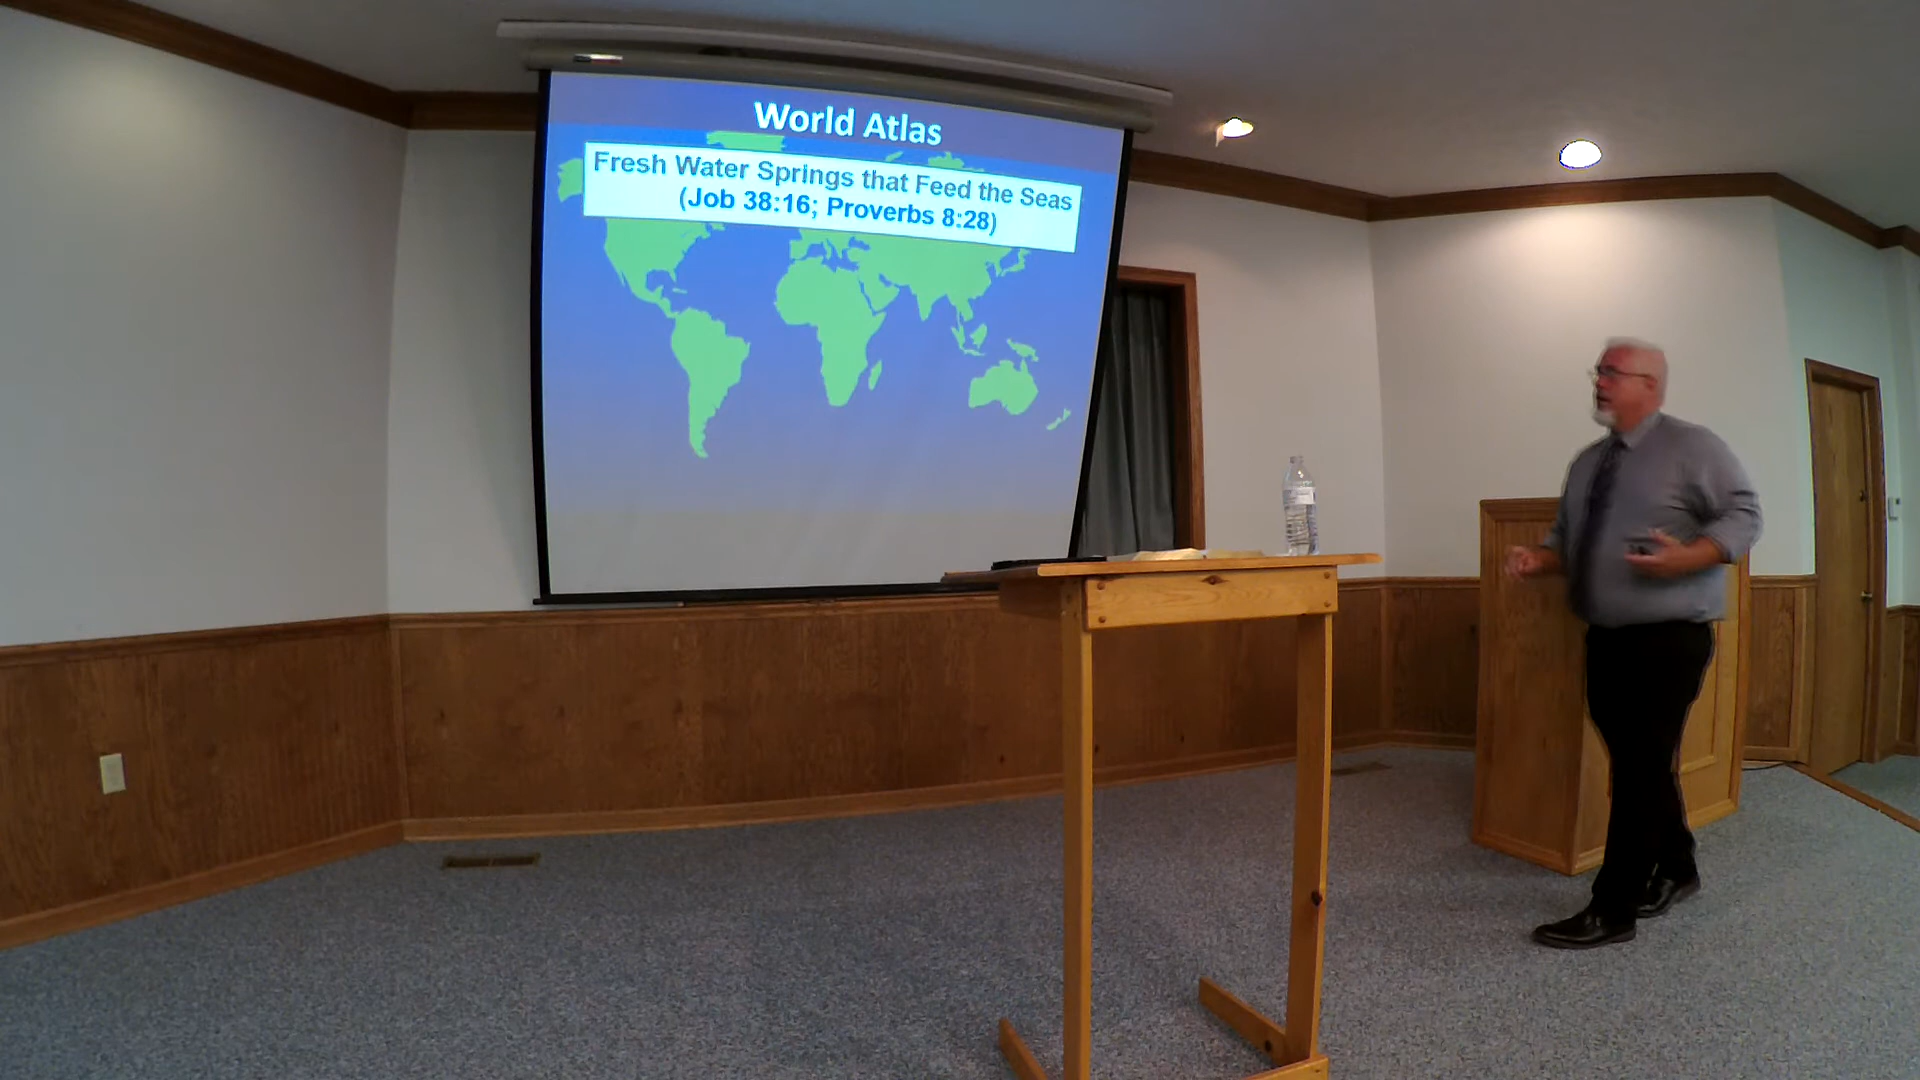 World Atlas
Fresh Water Springs that Feed the Seas
(Job 38:16; Proverbs 8:28)